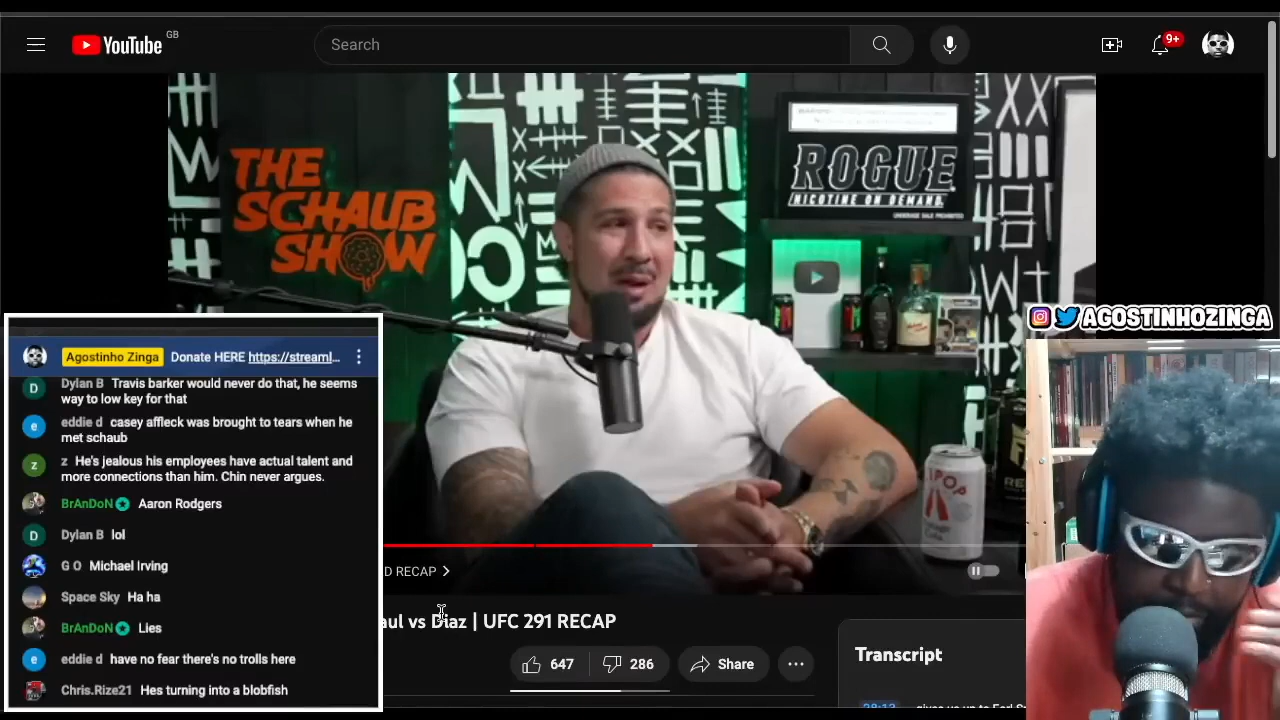 YouTube GB
Search
9+
THE
SCHAUB
SHOW
ROGUE
NICOTINE ON DEMAND.
UNDERAGE SALE PROHIBITED
AGOSTINHOZINGA
Agostinho Zinga Donate HERE https://streaml...
Dylan B Travis barker would never do that, he seems
way to low key for that
eddie d casey affleck was brought to tears when he
met schaub
z He's jealous his employees have actual talent and
more connections than him. Chin never argues.
BrAnDoN Aaron Rodgers
Dylan B lol
G O Michael Irving
Space Sky Ha ha
BrAnDoN Lies
eddie d have no fear there's no trolls here
Chris.Rize21 Hes turning into a blobfish
D RECAP
aul vs Diaz | UFC 291 RECAP
647
286
Share
Transcript